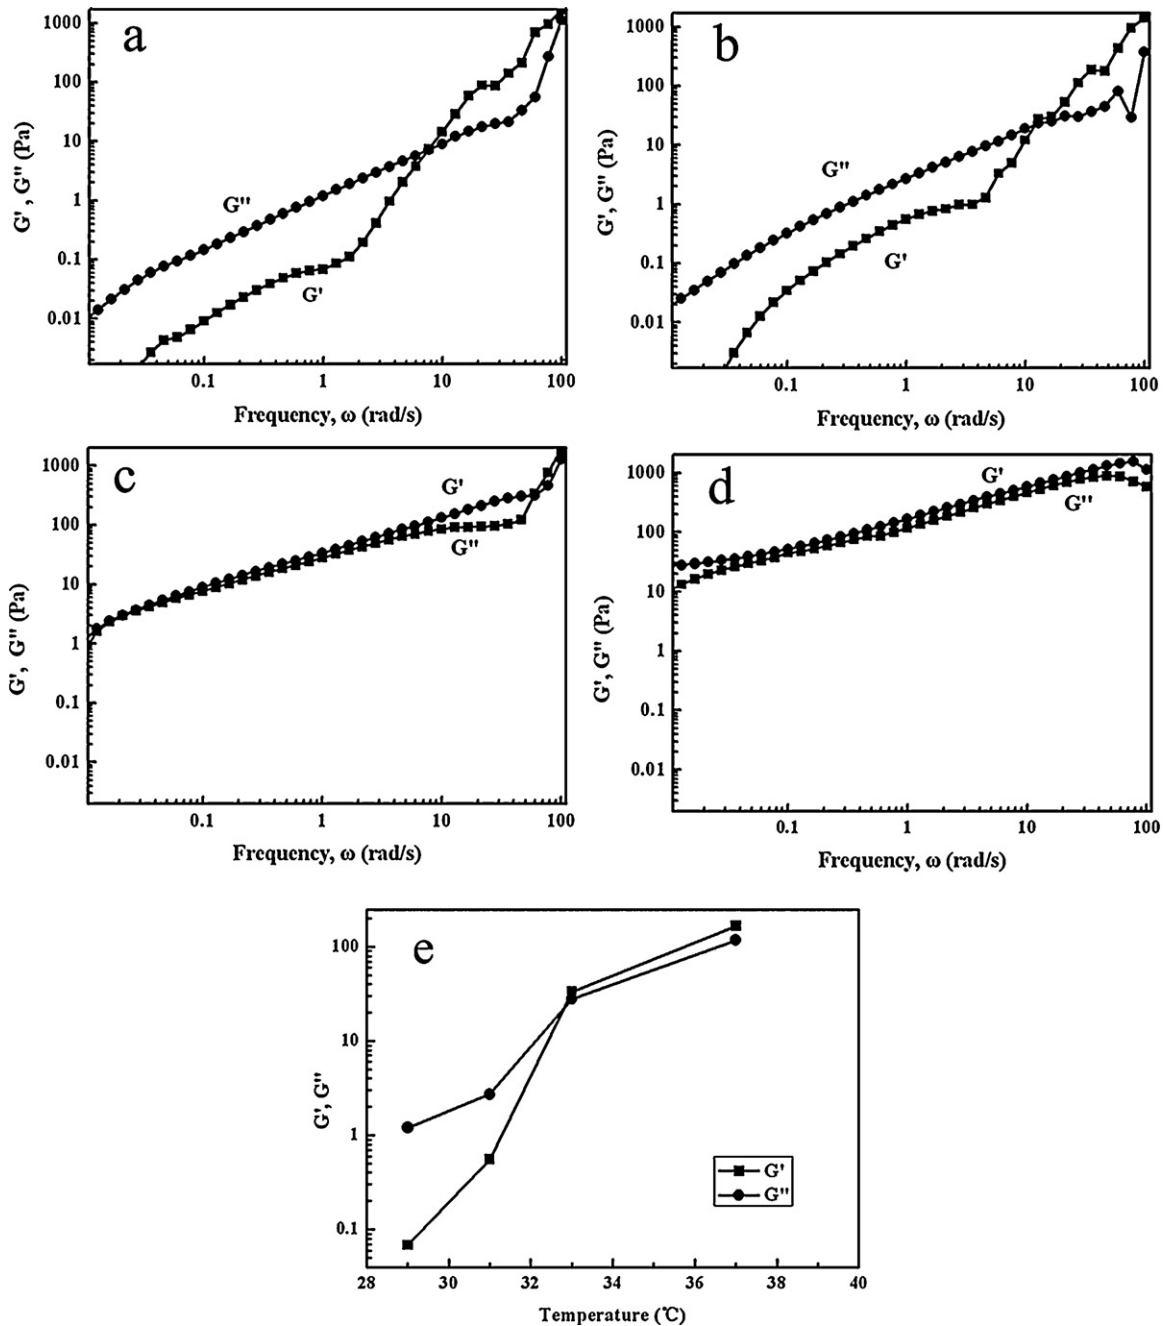 a
1000
100
10
1
0.1
0.01
G', G'' (Pa)
G''
G'
0.1 1 10 100
Frequency, ω (rad/s)
b
1000
100
10
1
0.1
0.01
G', G'' (Pa)
G''
G'
0.1 1 10 100
Frequency, ω (rad/s)
c
1000
100
10
1
0.1
0.01
G', G'' (Pa)
G'
G''
0.1 1 10 100
Frequency, ω (rad/s)
d
1000
100
10
1
0.1
0.01
G', G'' (Pa)
G'
G''
0.1 1 10 100
Frequency, ω (rad/s)
e
100
10
1
0.1
G', G''
G'
G''
28 30 32 34 36 38 40
Temperature (℃)